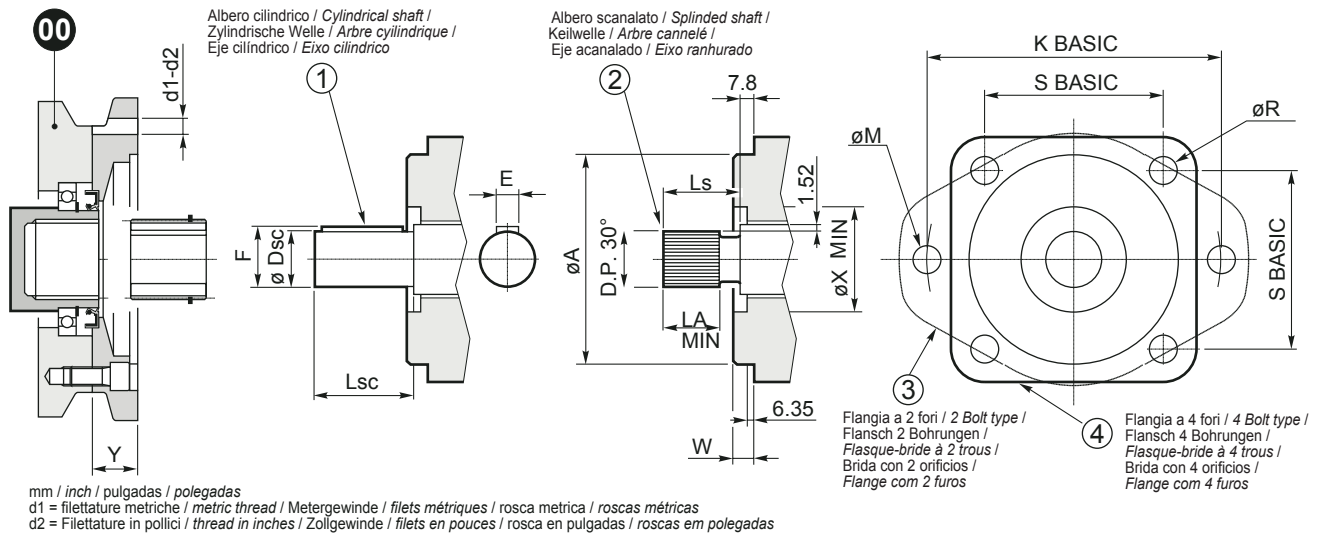 00
d1-d2
Y
Albero cilindrico / Cylindrical shaft /
Zylindrische Welle / Arbre cyilindrique /
Eje cilíndrico / Eixo cilindrico
1
E
F
ø Dsc
Lsc
Albero scanalato / Splinded shaft /
Keilwelle / Arbre cannelé /
Eje acanalado / Eixo ranhurado
2
7.8
Ls
1.52
øA
D.P. 30°
øX MIN
LA
MIN
6.35
W
K BASIC
S BASIC
øR
øM
S BASIC
3
Flangia a 2 fori / 2 Bolt type /
Flansch 2 Bohrungen /
Flasque-bride à 2 trous /
Brida con 2 orificios /
Flange com 2 furos
4
Flangia a 4 fori / 4 Bolt type /
Flansch 4 Bohrungen /
Flasque-bride à 4 trous /
Brida con 4 orificios /
Flange com 4 furos
mm / inch / pulgadas / polegadas
d1 = filettature metriche / metric thread / Metergewinde / filets métriques / rosca metrica / roscas métricas
d2 = Filettature in pollici / thread in inches / Zollgewinde / filets en pouces / rosca en pulgadas / roscas em polegadas